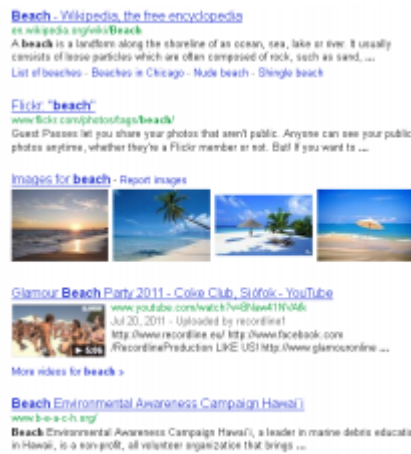 Beach - Wikipedia, the free encyclopedia
en.wikipedia.org/wiki/Beach
A beach is a landform along the shoreline of an ocean, sea, lake or river. It usually
consists of loose particles which are often composed of rock, such as sand, ...
List of beaches - Beaches in Chicago - Nude beach - Shingle beach
Flickr: "beach"
www.flickr.com/photos/tags/beach/
Guest Passes let you share your photos that aren't public. Anyone can see your public
photos anytime, whether they're a Flickr member or not. But! If you want to ...
Images for beach - Report images
Glamour Beach Party 2011 - Coke Club, Siófok - YouTube
www.youtube.com/watch?v=
Jul 20, 2011 - Uploaded by recordline1
http://www.recordline.eu/ http://www.facebook.com
/RecordlineProduction LIKE US! http://www.glamouronline ...
5:05
More videos for beach »
Beach Environmental Awareness Campaign Hawai'i
www.b-e-a-c-h.org/
Beach Environmental Awareness Campaign Hawai'i, a leader in marine debris educati
in Hawaii, is a non-profit, all volunteer organization that brings ...